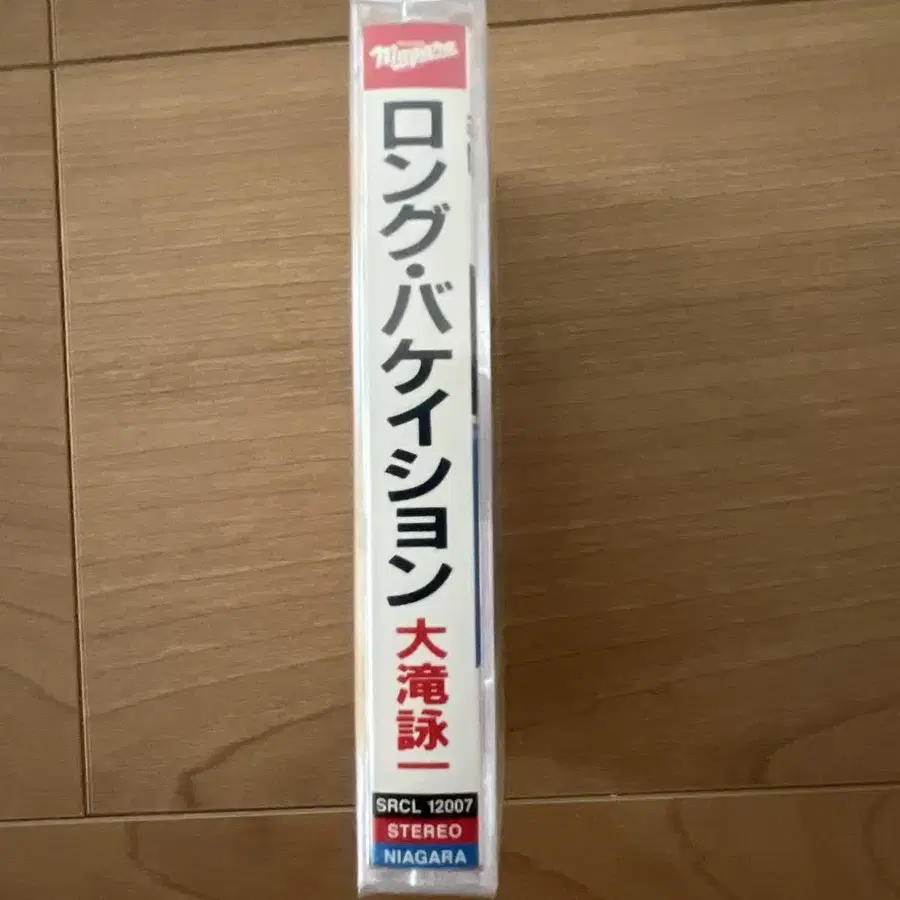 Niagara
ロング・バケイション
大滝詠一
SRCL 12007
STEREO
NIAGARA